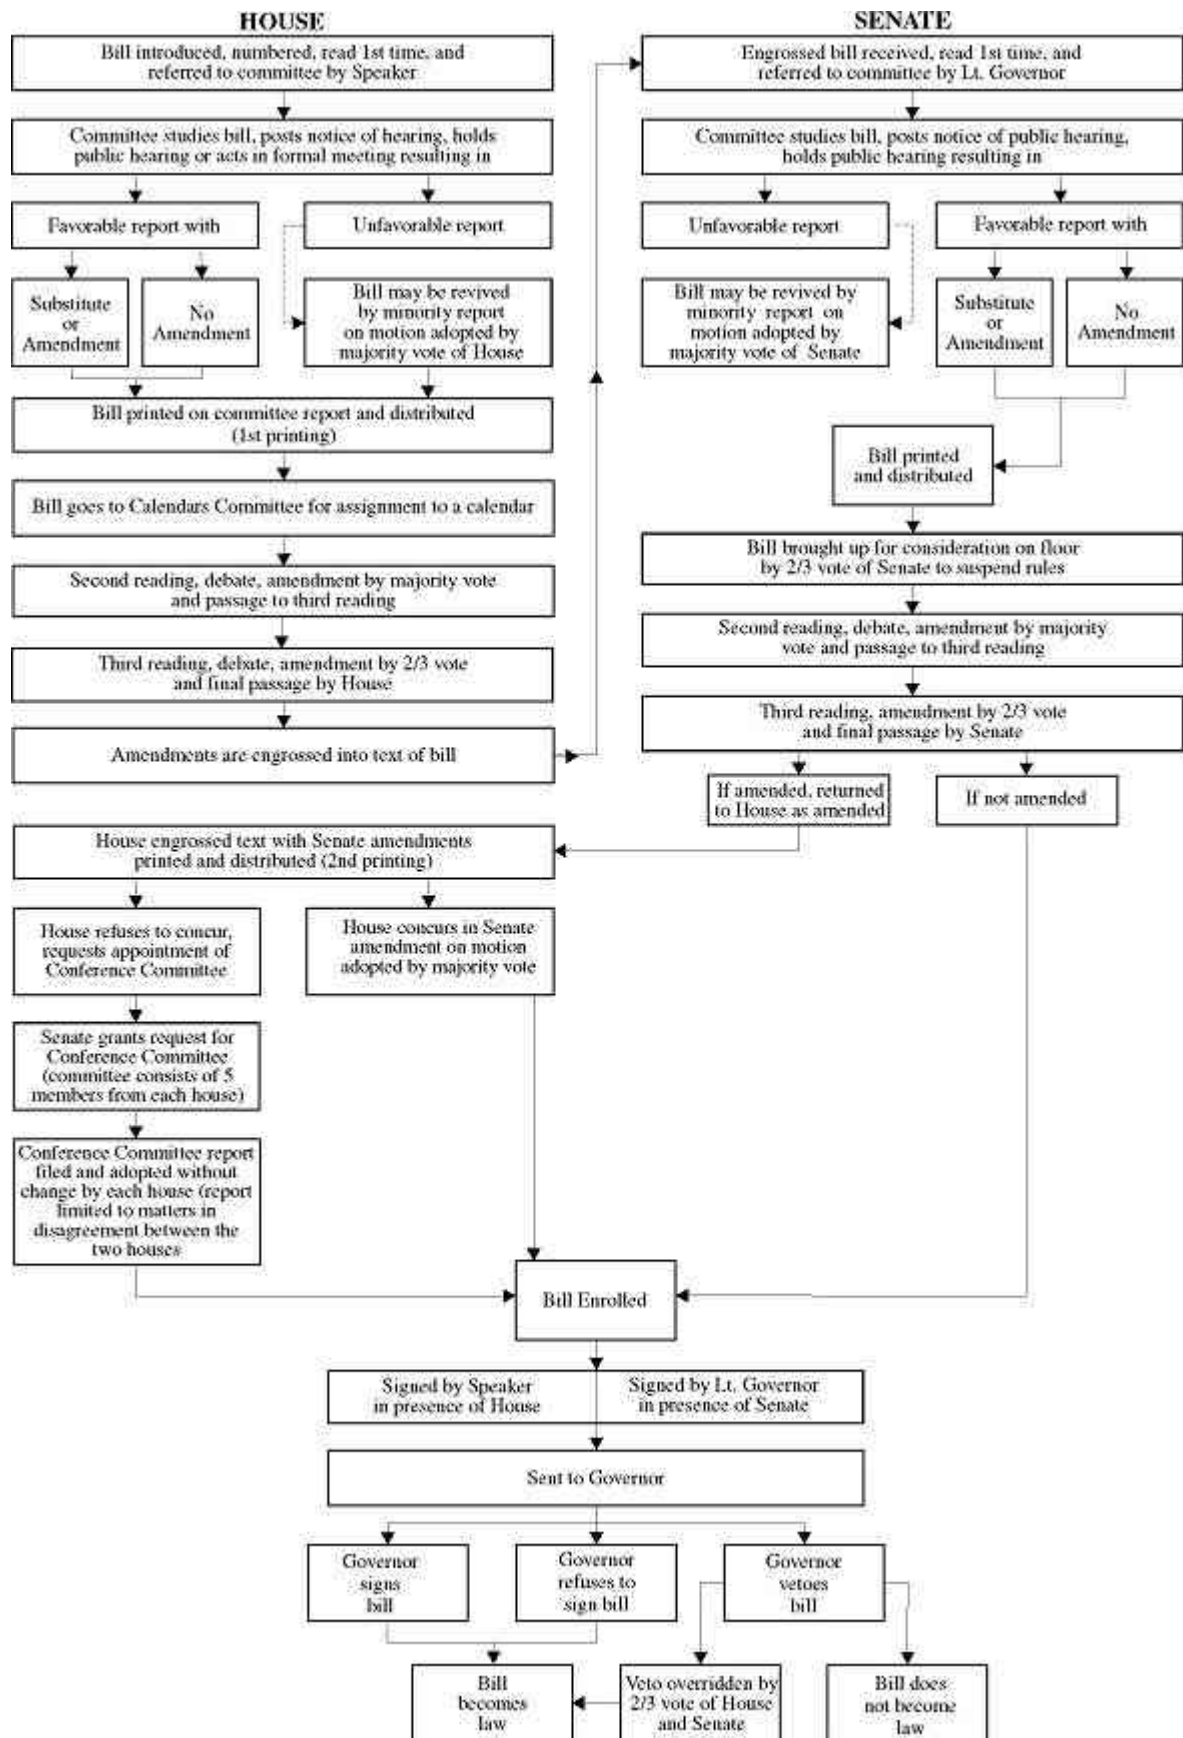 HOUSE
Bill introduced, numbered, read 1st time, and
referred to committee by Speaker
Committee studies bill, posts notice of hearing, holds
public hearing or acts in formal meeting resulting in
Favorable report with
Unfavorable report
Substitute
or
Amendment
No
Amendment
Bill may be revived
by minority report
on motion adopted by
majority vote of House
Bill printed on committee report and distributed
(1st printing)
Bill goes to Calendars Committee for assignment to a calendar
Second reading, debate, amendment by majority vote
and passage to third reading
Third reading, debate, amendment by 2/3 vote
and final passage by House
Amendments are engrossed into text of bill
SENATE
Engrossed bill received, read 1st time, and
referred to committee by Lt. Governor
Committee studies bill, posts notice of public hearing,
holds public hearing resulting in
Unfavorable report
Favorable report with
Bill may be revived by
minority report on
motion adopted by
majority vote of Senate
Substitute
or
Amendment
No
Amendment
Bill printed
and distributed
Bill brought up for consideration on floor
by 2/3 vote of Senate to suspend rules
Second reading, debate, amendment by majority
vote and passage to third reading
Third reading, amendment by 2/3 vote
and final passage by Senate
If amended, returned
to House as amended
If not amended
House engrossed text with Senate amendments
printed and distributed (2nd printing)
House refuses to concur,
requests appointment of
Conference Committee
House concurs in Senate
amendment on motion
adopted by majority vote
Senate grants request for
Conference Committee
(committee consists of 5
members from each house)
Conference Committee report
filed and adopted without
change by each house (report
limited to matters in
disagreement between the
two houses
Bill Enrolled
Signed by Speaker
in presence of House
Signed by Lt. Governor
in presence of Senate
Sent to Governor
Governor
signs
bill
Governor
refuses to
sign bill
Governor
vetoes
bill
Bill
becomes
law
Veto overridden by
2/3 vote of House
and Senate
Bill does
not become
law